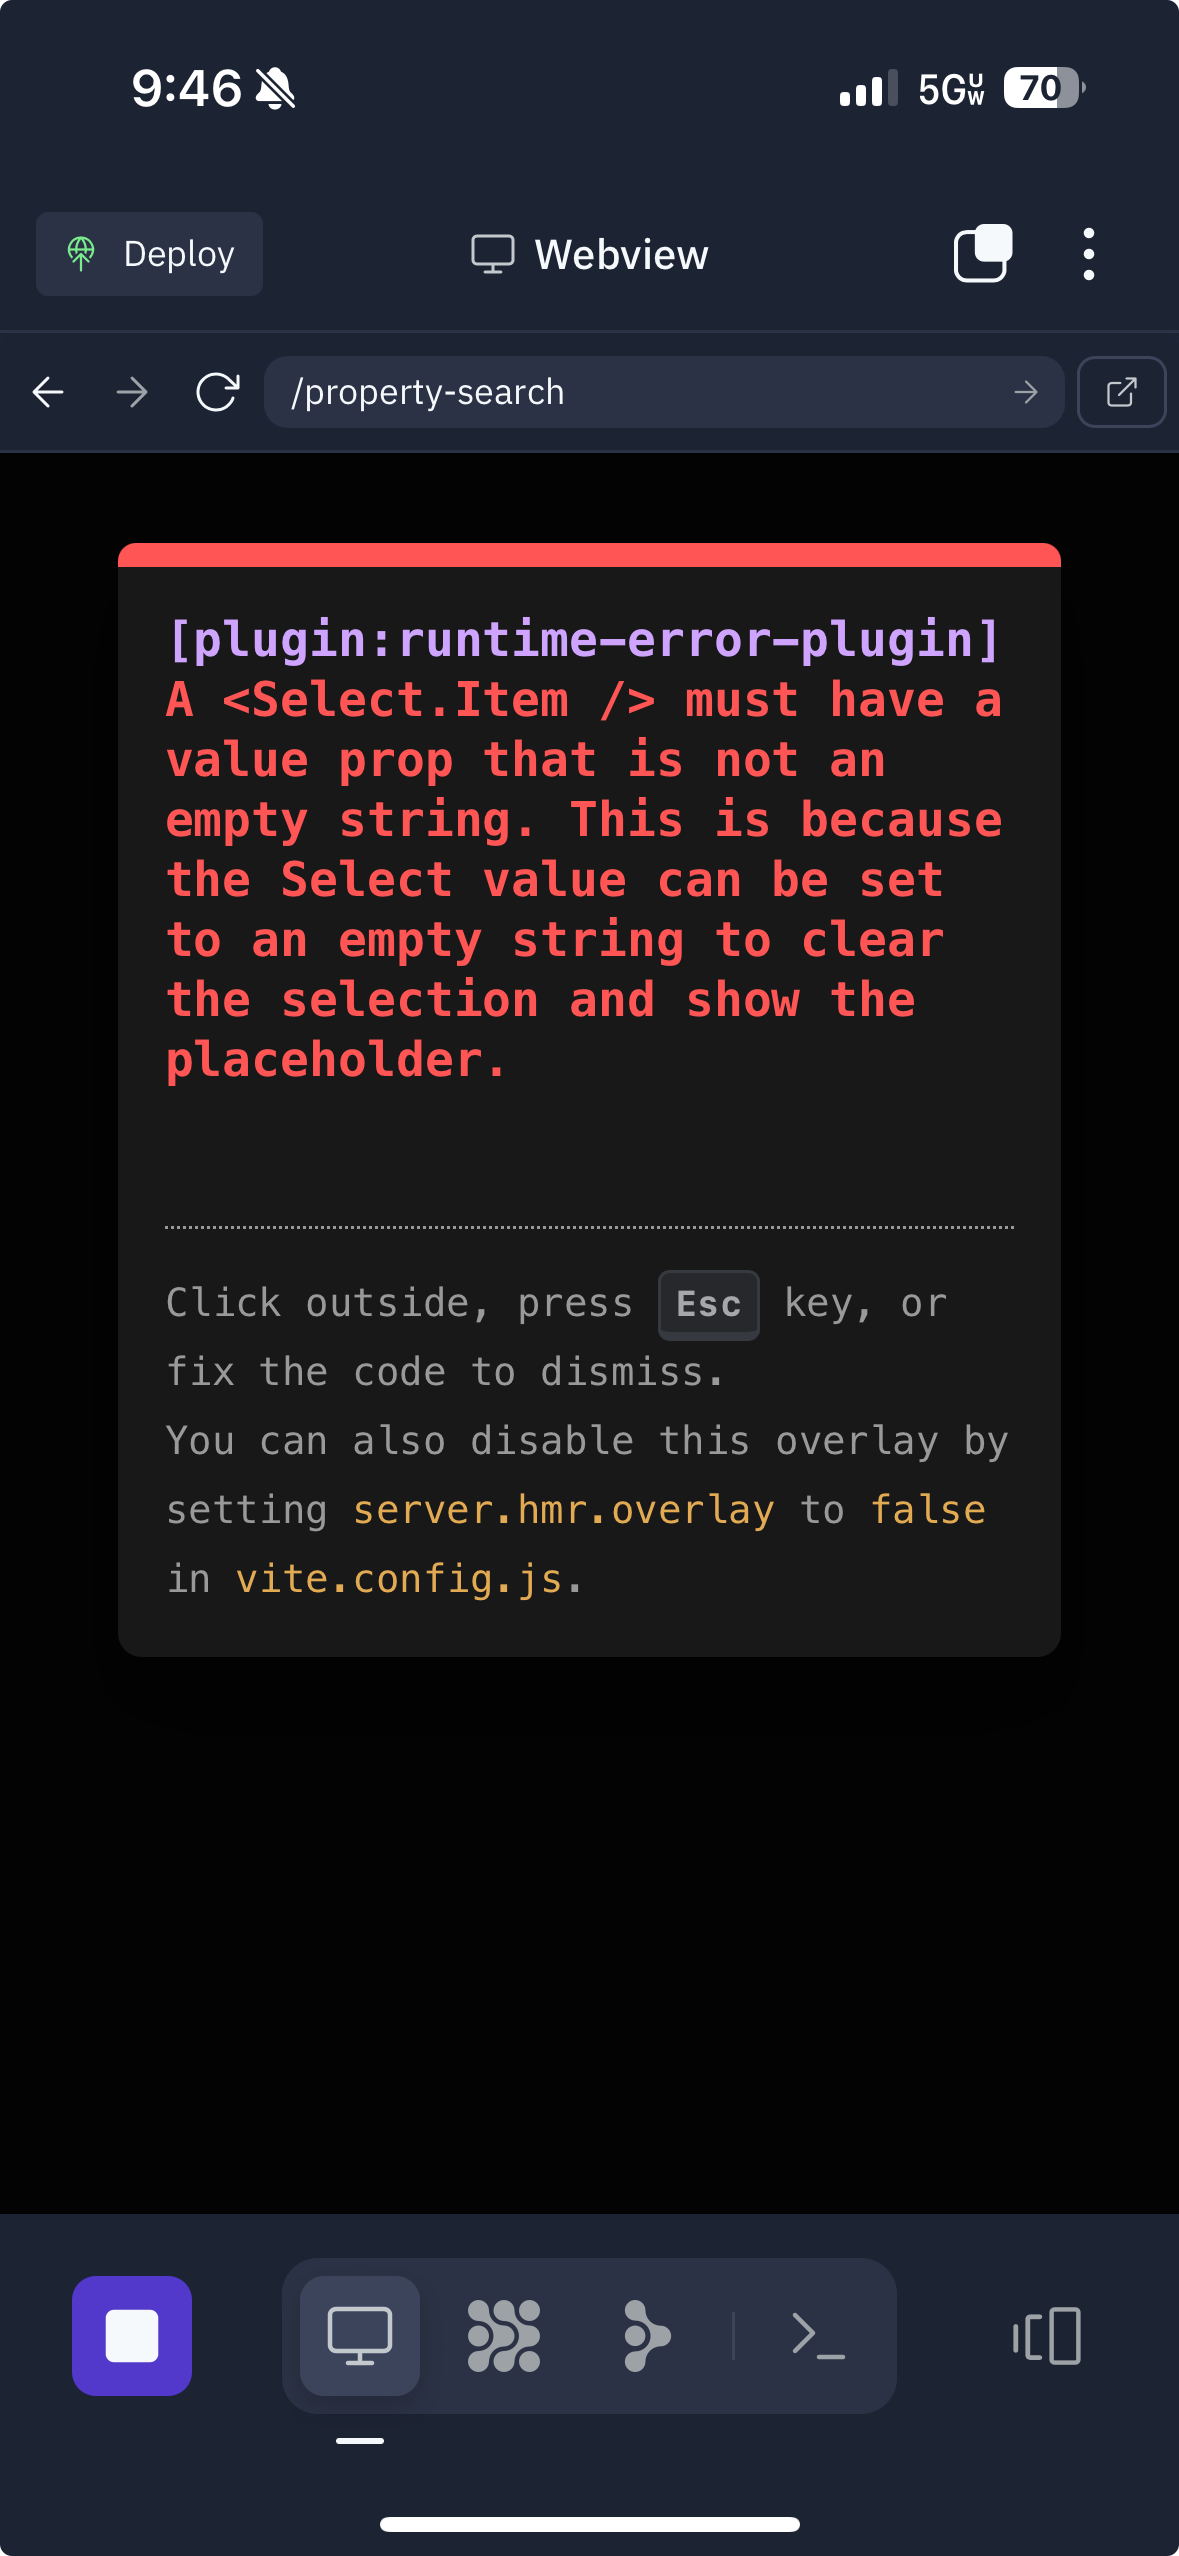 9:46 5GUW 70
Deploy Webview
/property-search
[plugin:runtime-error-plugin]
A <Select.Item /> must have a
value prop that is not an
empty string. This is because
the Select value can be set
to an empty string to clear
the selection and show the
placeholder.
Click outside, press Esc key, or
fix the code to dismiss.
You can also disable this overlay by
setting server.hmr.overlay to false
in vite.config.js.